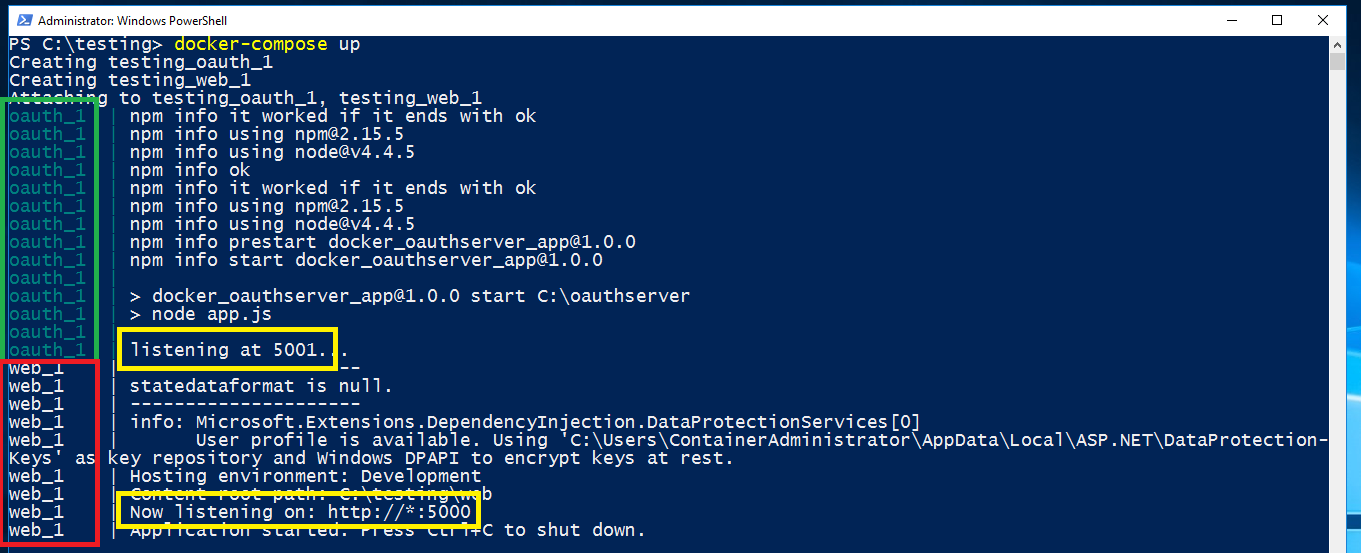 Administrator: Windows PowerShell
PS C:\testing> docker-compose up
Creating testing_oauth_1
Creating testing_web_1
Attaching to testing_oauth_1, testing_web_1
oauth_1 | npm info it worked if it ends with ok
oauth_1 | npm info using npm@2.15.5
oauth_1 | npm info using node@v4.4.5
oauth_1 | npm info ok
oauth_1 | npm info it worked if it ends with ok
oauth_1 | npm info using npm@2.15.5
oauth_1 | npm info using node@v4.4.5
oauth_1 | npm info prestart docker_oauthserver_app@1.0.0
oauth_1 | npm info start docker_oauthserver_app@1.0.0
oauth_1 |
oauth_1 | > docker_oauthserver_app@1.0.0 start C:\oauthserver
oauth_1 | > node app.js
oauth_1 |
oauth_1 | listening at 5001...
web_1 | ---------------------
web_1 | statedataformat is null.
web_1 | ---------------------
web_1 | info: Microsoft.Extensions.DependencyInjection.DataProtectionServices[0]
web_1 | User profile is available. Using 'C:\Users\ContainerAdministrator\AppData\Local\ASP.NET\DataProtection-
Keys' as key repository and Windows DPAPI to encrypt keys at rest.
web_1 | Hosting environment: Development
web_1 | Content root path: C:\testing\web
web_1 | Now listening on: http://*:5000
web_1 | Application started. Press Ctrl+C to shut down.